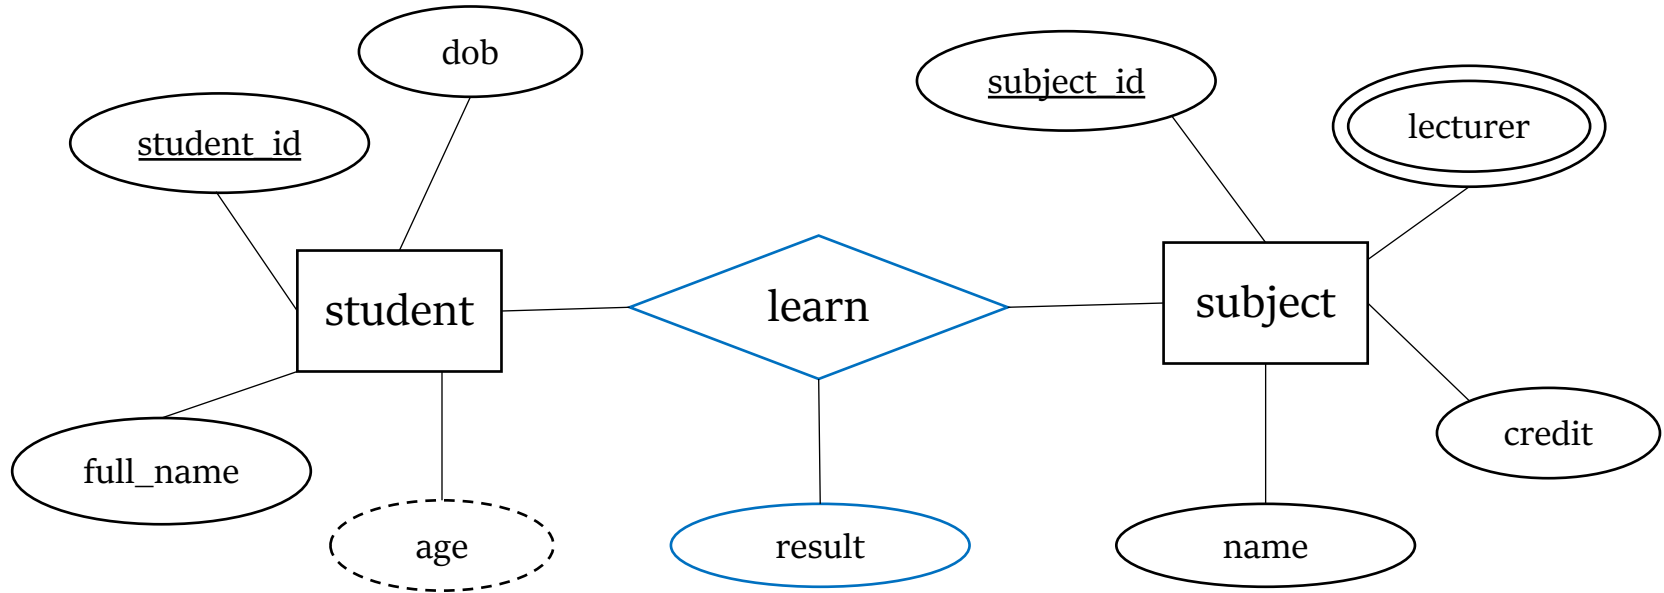 dob
subject_id
lecturer
student_id
student
learn
subject
full_name
credit
age
result
name